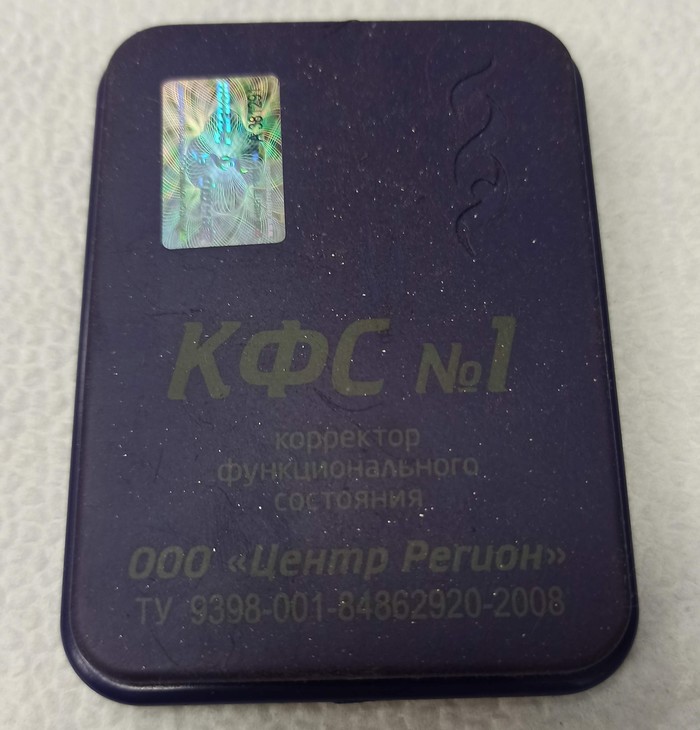 КФС №1
корректор
функционального
состояния
ООО «Центр Регион»
ТУ 9398-001-84862920-2008